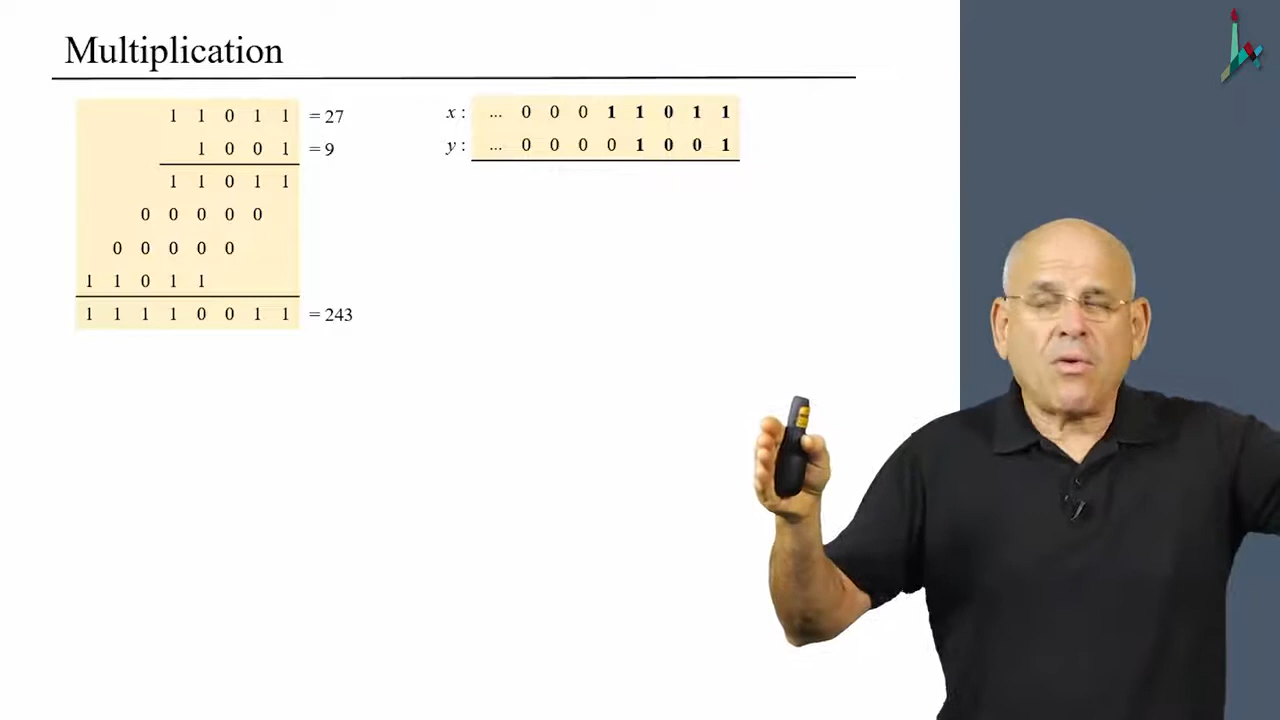 Multiplication
1 1 0 1 1 = 27
1 0 0 1 = 9
1 1 0 1 1
0 0 0 0 0
0 0 0 0 0
1 1 0 1 1
1 1 1 1 0 0 1 1 = 243
x : ... 0 0 0 1 1 0 1 1
y : ... 0 0 0 0 1 0 0 1